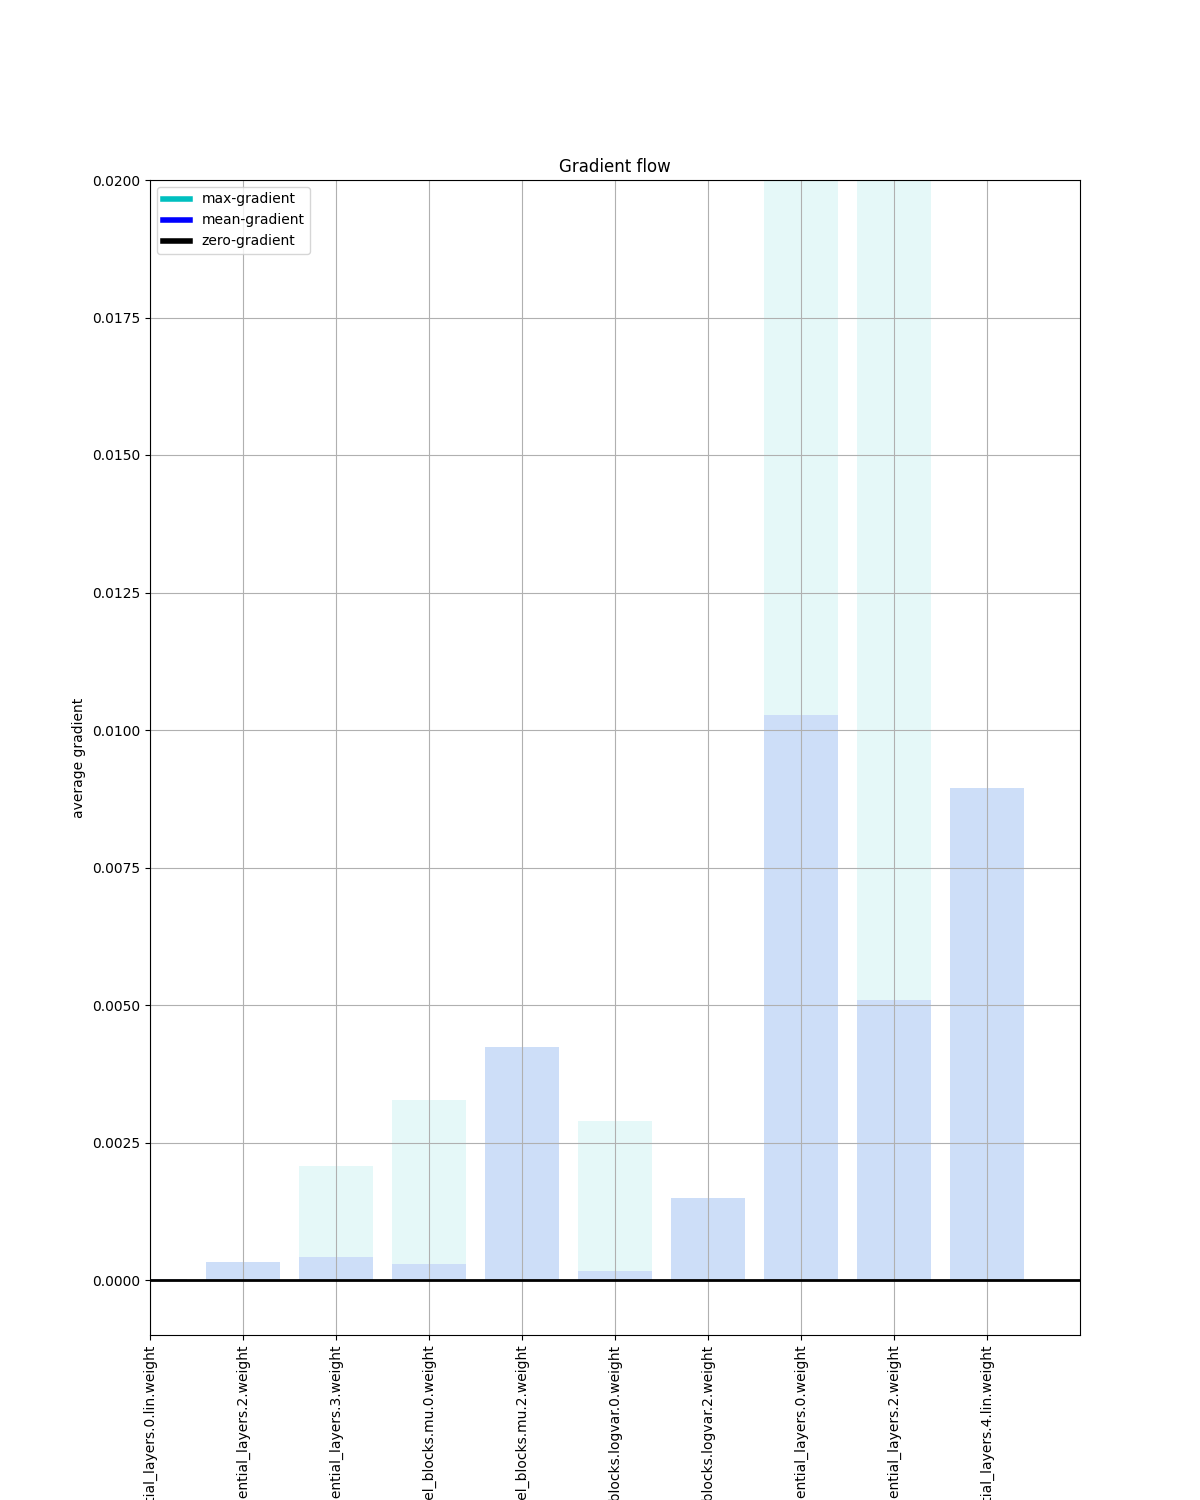 Gradient flow
max-gradient
mean-gradient
zero-gradient
0.0200
0.0175
0.0150
0.0125
0.0100
0.0075
0.0050
0.0025
0.0000
average gradient
tial_layers.0.lin.weight
ential_layers.2.weight
ential_layers.3.weight
el_blocks.mu.0.weight
el_blocks.mu.2.weight
blocks.logvar.0.weight
blocks.logvar.2.weight
ential_layers.0.weight
ential_layers.2.weight
tial_layers.4.lin.weight